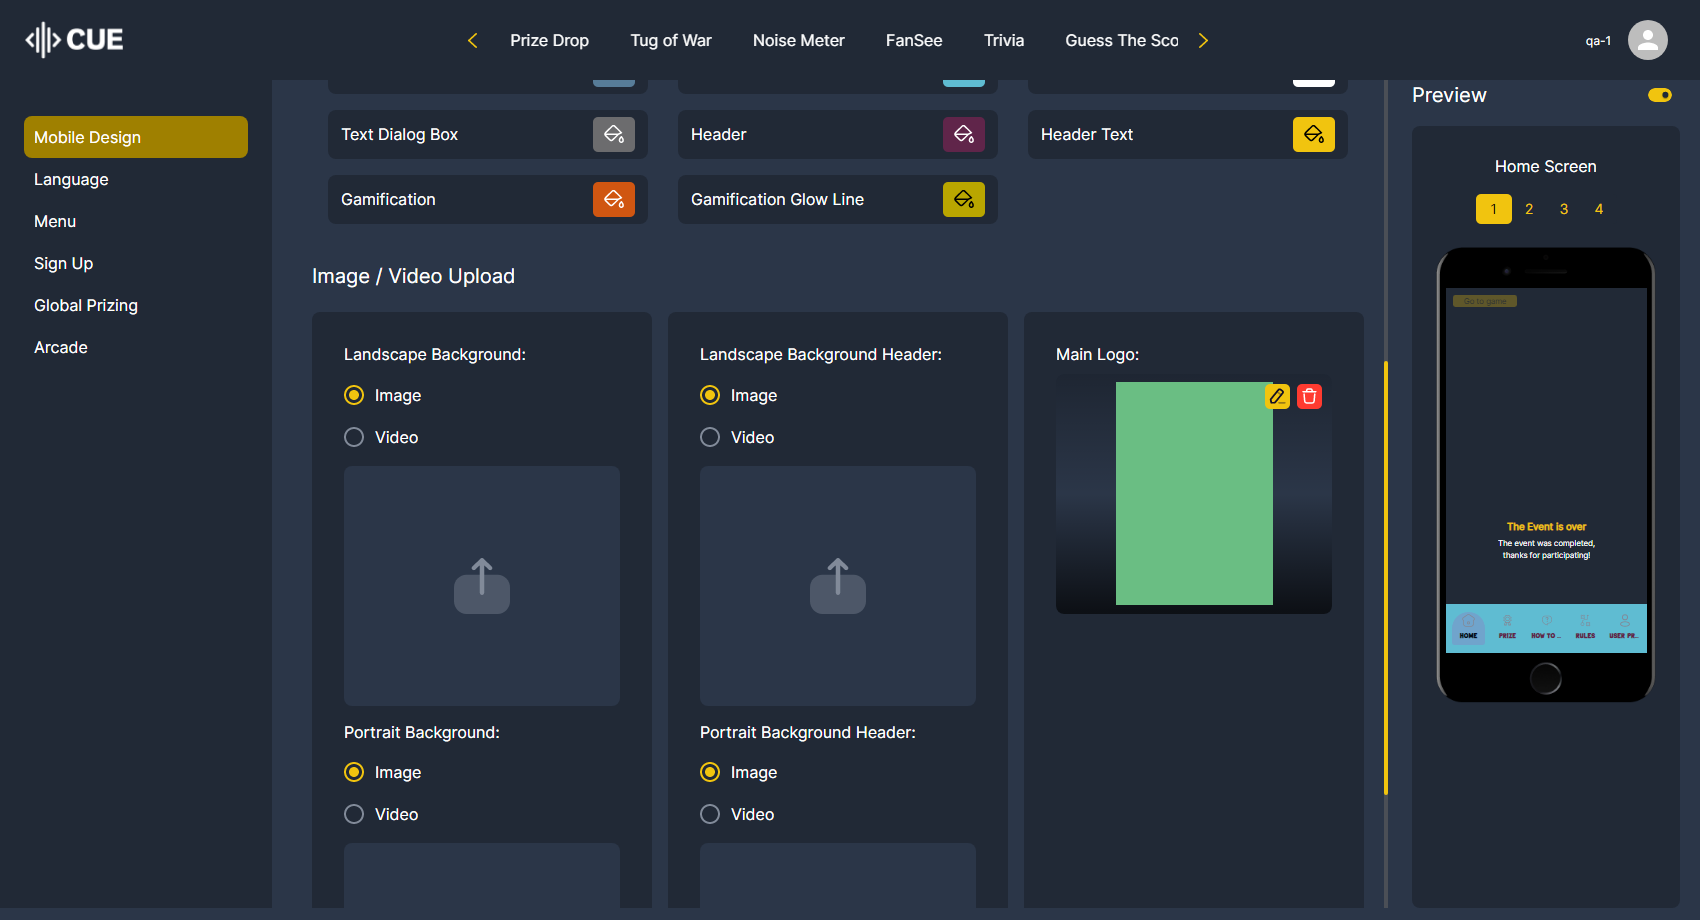 CUE
Prize Drop
Tug of War
Noise Meter
FanSee
Trivia
Guess The Sco
qa-1
Mobile Design
Language
Menu
Sign Up
Global Prizing
Arcade
Text Dialog Box
Header
Header Text
Gamification
Gamification Glow Line
Image / Video Upload
Landscape Background:
Image
Video
Landscape Background Header:
Image
Video
Main Logo:
Portrait Background:
Image
Video
Portrait Background Header:
Image
Video
Preview
Home Screen
1 2 3 4
Go to game
The Event is over
The event was completed,
thanks for participating!
HOME
PRIZE
HOW TO ...
RULES
USER PR...